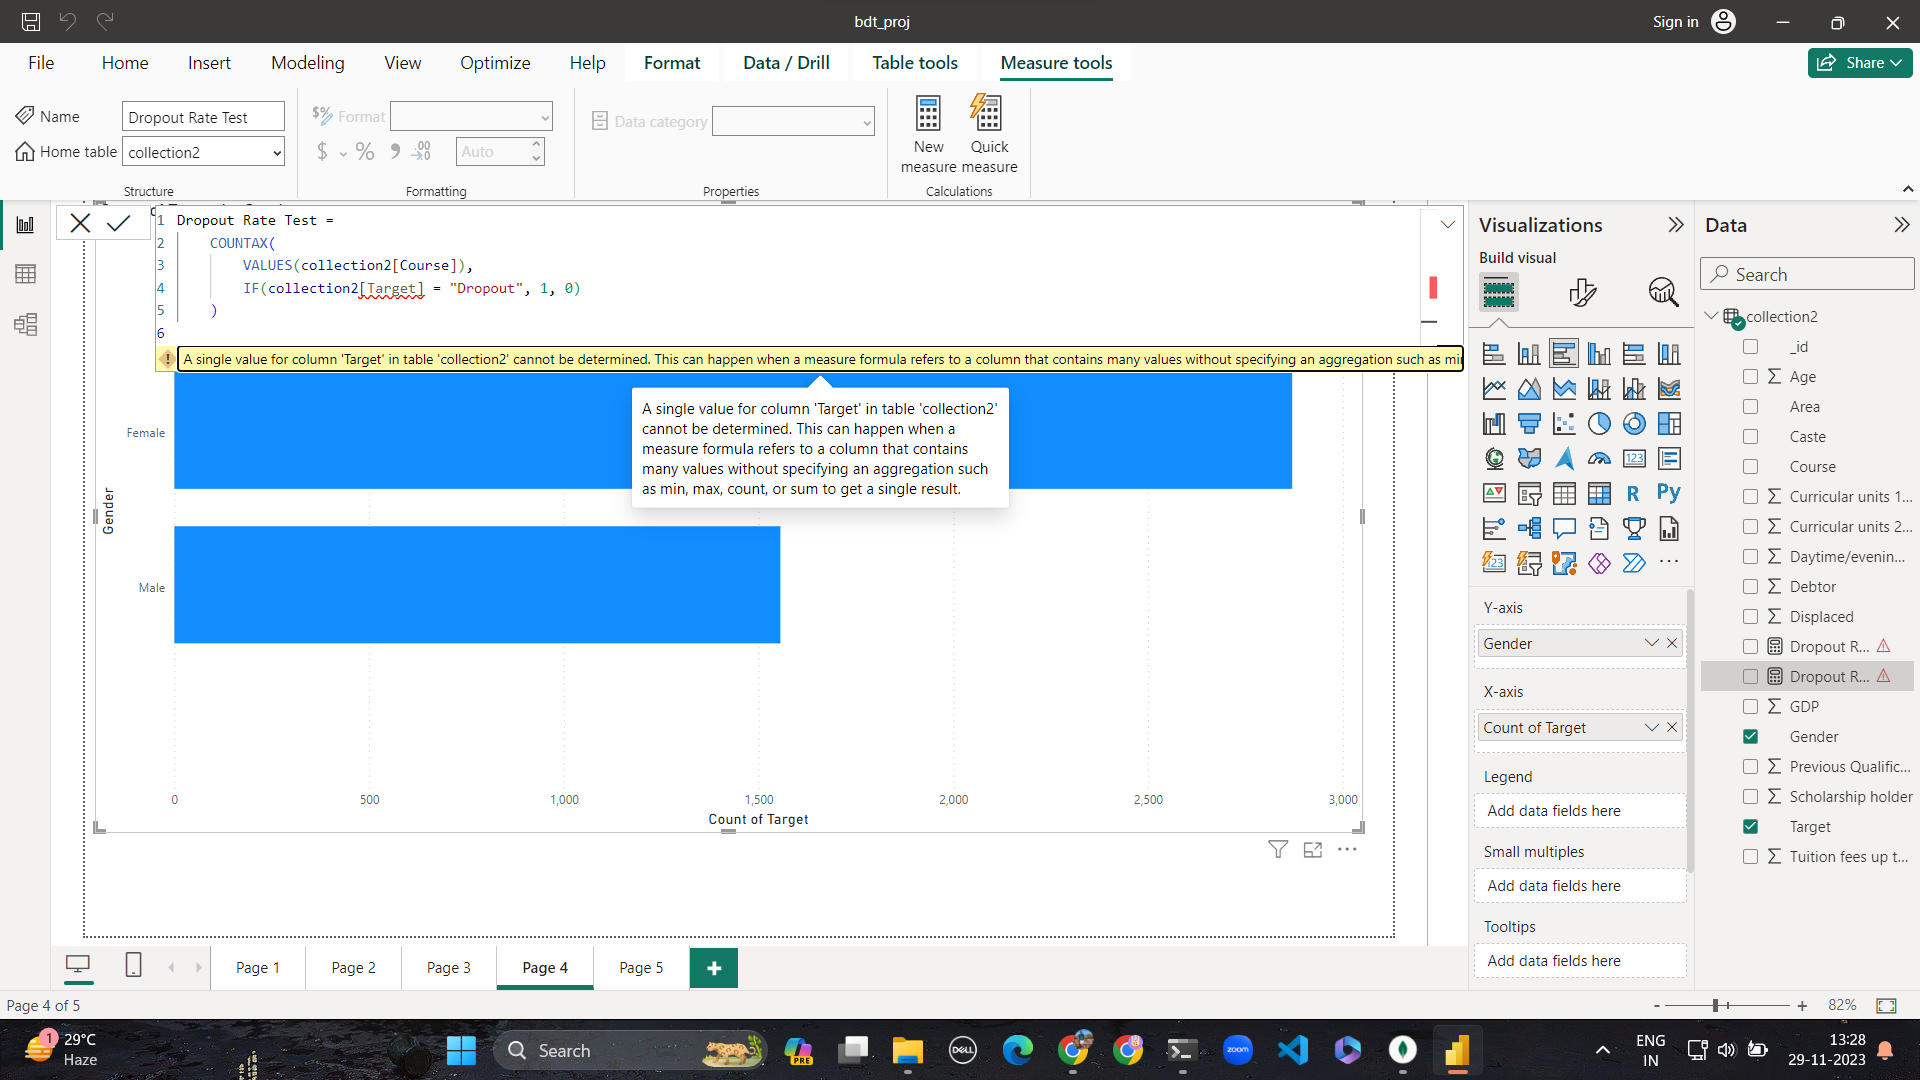 bdt_proj
Sign in
File Home Insert Modeling View Optimize Help Format Data / Drill Table tools Measure tools
Share
Name Dropout Rate Test
Home table collection2
Structure
Format
$ % Auto
Formatting
Data category
Properties
New measure
Quick measure
Calculations
1 Dropout Rate Test =
2 COUNTAX(
3 VALUES(collection2[Course]),
4 IF(collection2[Target] = "Dropout", 1, 0)
5 )
6
A single value for column 'Target' in table 'collection2' cannot be determined. This can happen when a measure formula refers to a column that contains many values without specifying an aggregation such as mi
A single value for column 'Target' in table 'collection2'
cannot be determined. This can happen when a
measure formula refers to a column that contains
many values without specifying an aggregation such
as min, max, count, or sum to get a single result.
Gender
Female
Male
0 500 1,000 1,500 2,000 2,500 3,000
Count of Target
Visualizations
Build visual
123
R Py
123
Y-axis
Gender
X-axis
Count of Target
Legend
Add data fields here
Small multiples
Add data fields here
Tooltips
Add data fields here
Data
Search
collection2
_id
Age
Area
Caste
Course
Curricular units 1...
Curricular units 2...
Daytime/evenin...
Debtor
Displaced
Dropout R...
Dropout R...
GDP
Gender
Previous Qualific...
Scholarship holder
Target
Tuition fees up t...
Page 1 Page 2 Page 3 Page 4 Page 5
Page 4 of 5
- + 82%
1
29°C
Haze
Search
PRE
DELL
zoom
ENG
IN
13:28
29-11-2023